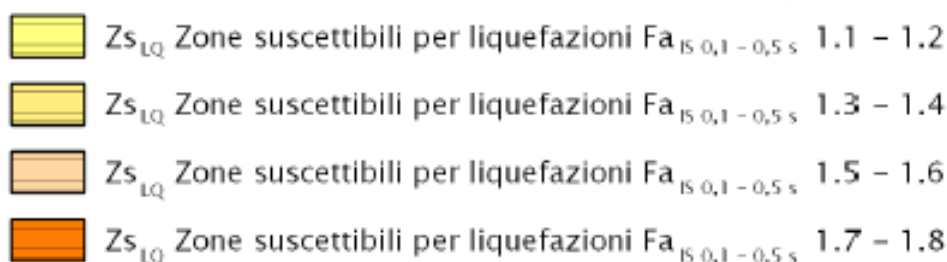 Zs LQ Zone suscettibili per liquefazioni Fa IS 0,1 – 0,5 s 1.1 – 1.2
Zs LQ Zone suscettibili per liquefazioni Fa IS 0,1 – 0,5 s 1.3 – 1.4
Zs LQ Zone suscettibili per liquefazioni Fa IS 0,1 – 0,5 s 1.5 – 1.6
Zs LQ Zone suscettibili per liquefazioni Fa IS 0,1 – 0,5 s 1.7 – 1.8